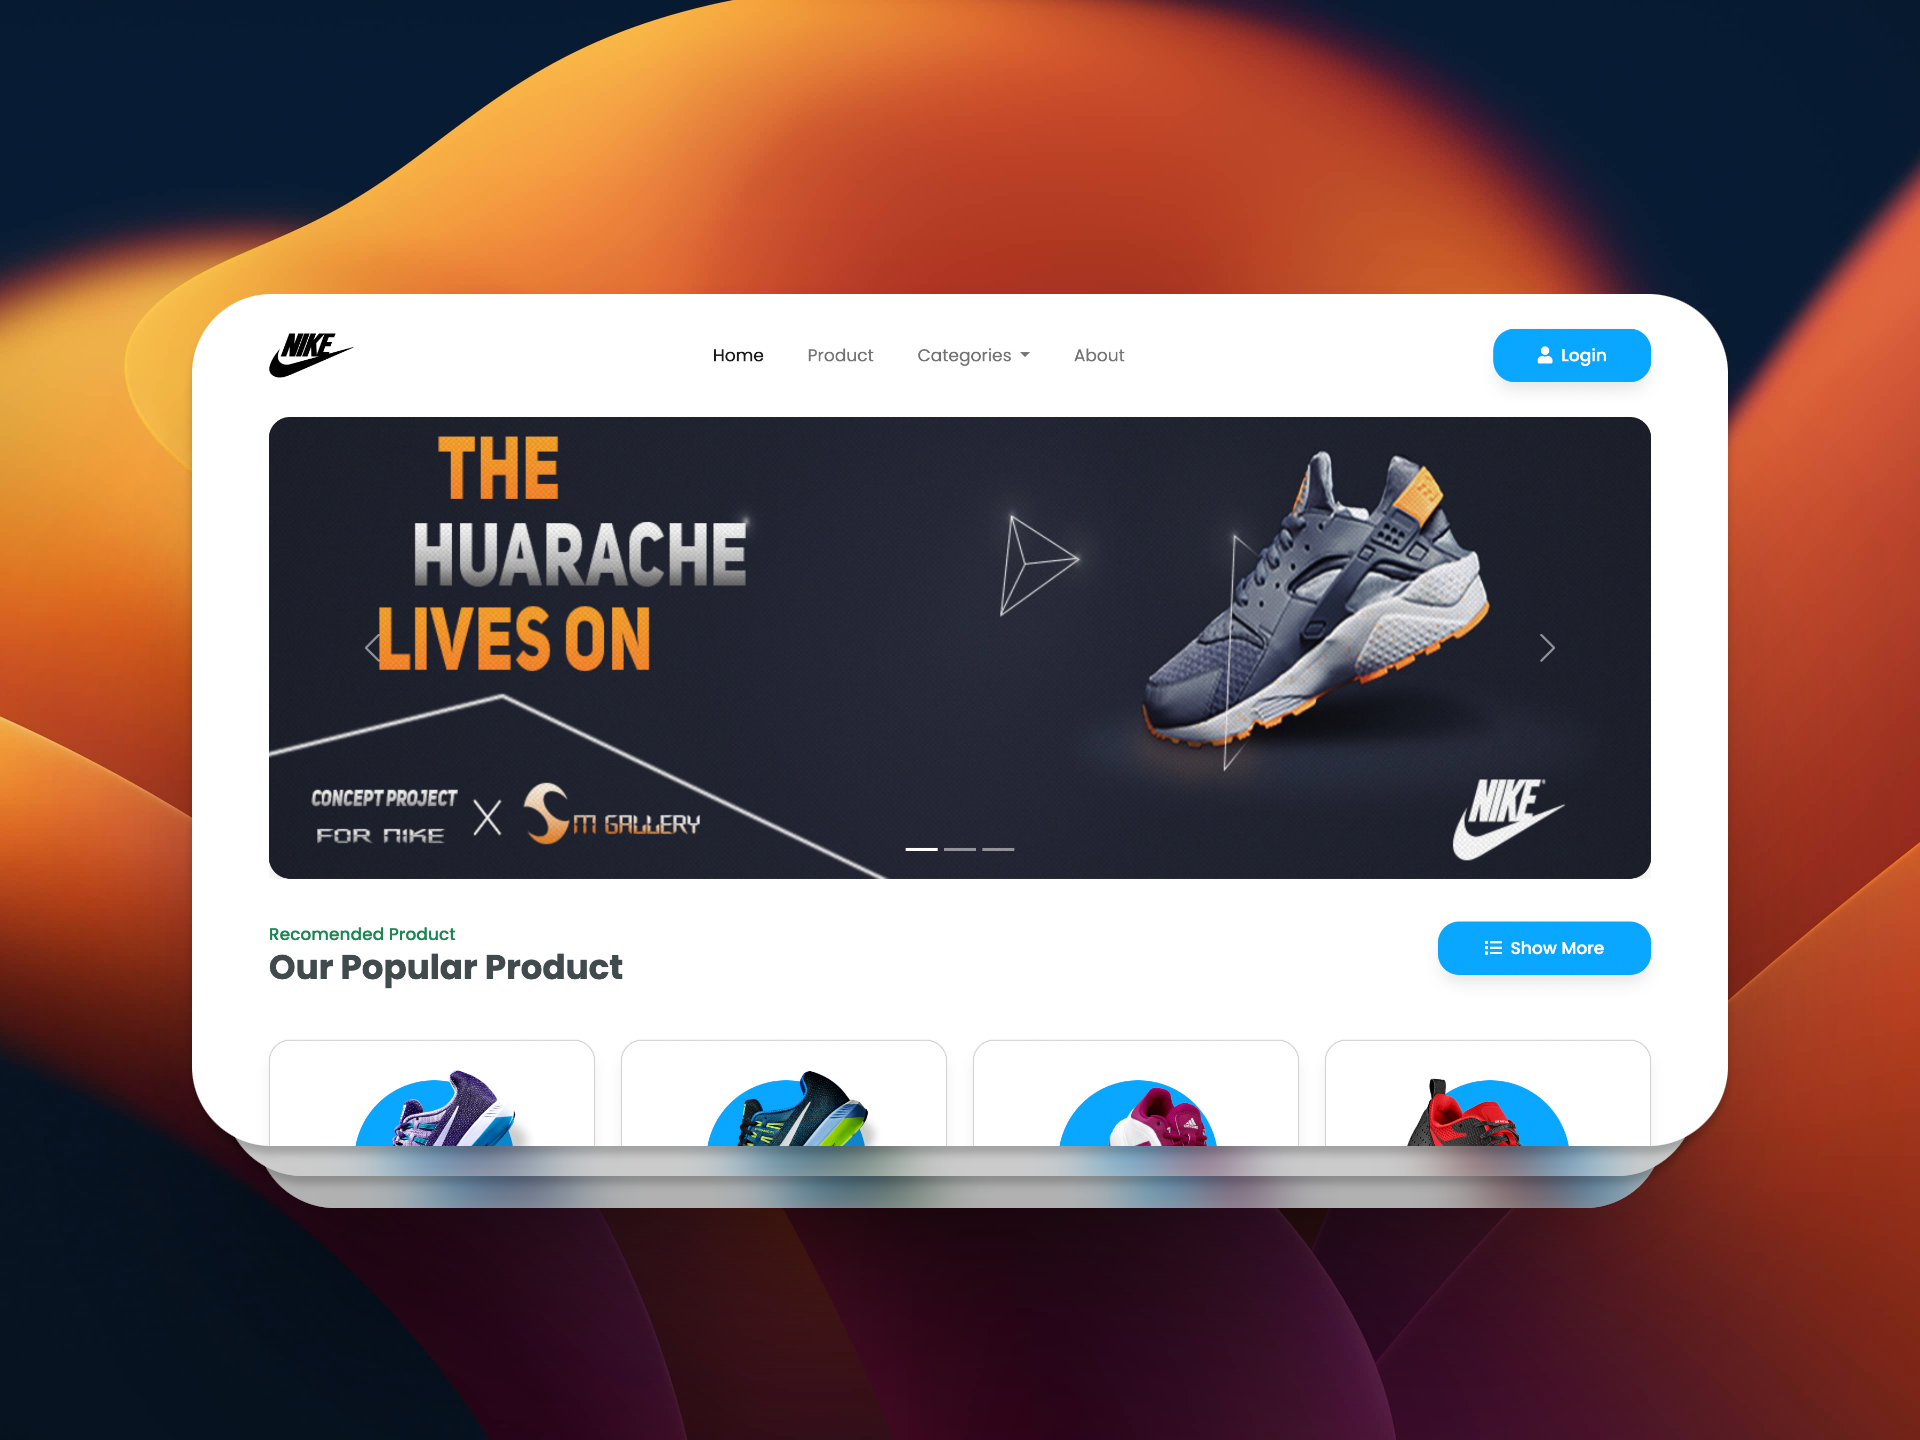 NIKE
Home
Product
Categories
About
Login
THE
HUARACHE
LIVES ON
CONCEPT PROJECT
FOR NIKE
X
SM GALLERY
NIKE
Recomended Product
Our Popular Product
Show More